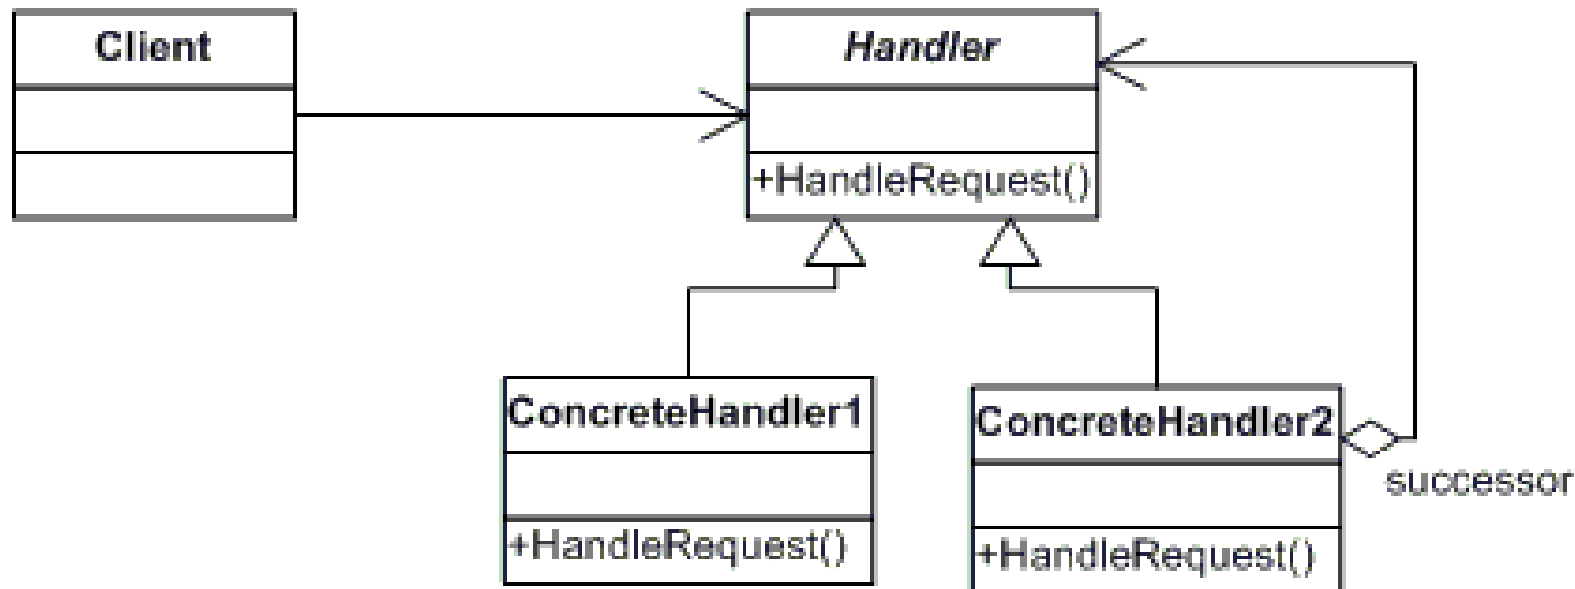 Client
Handler
+HandleRequest()
ConcreteHandler1
+HandleRequest()
ConcreteHandler2
successor
+HandleRequest()